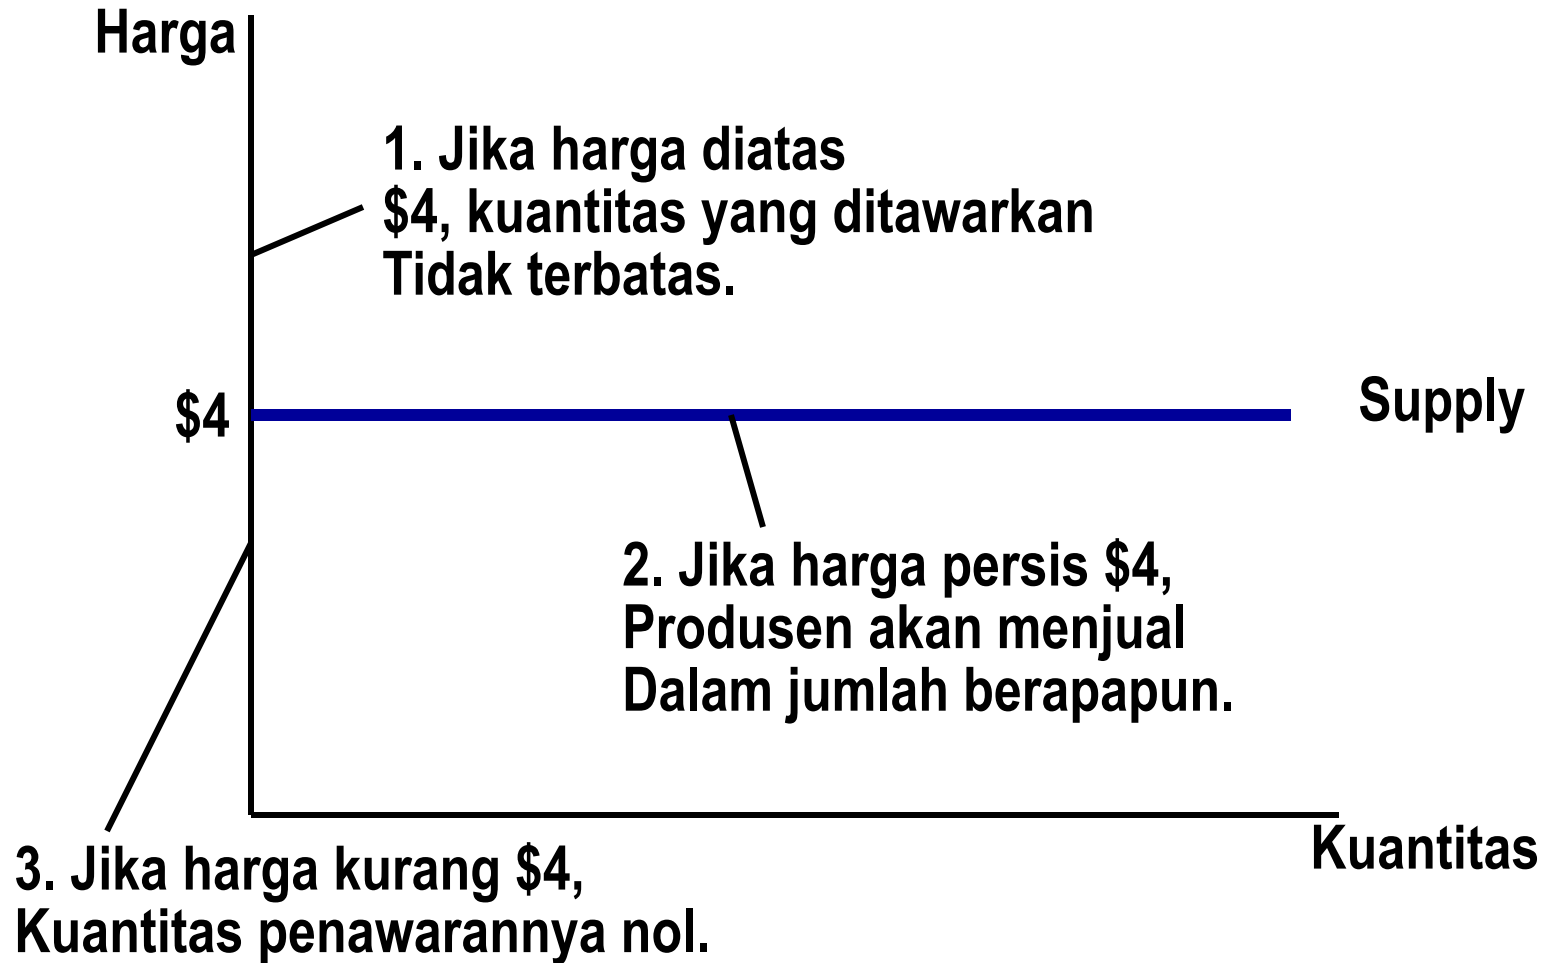 Harga
1. Jika harga diatas
$4, kuantitas yang ditawarkan
Tidak terbatas.
$4
Supply
2. Jika harga persis $4,
Produsen akan menjual
Dalam jumlah berapapun.
Kuantitas
3. Jika harga kurang $4,
Kuantitas penawarannya nol.